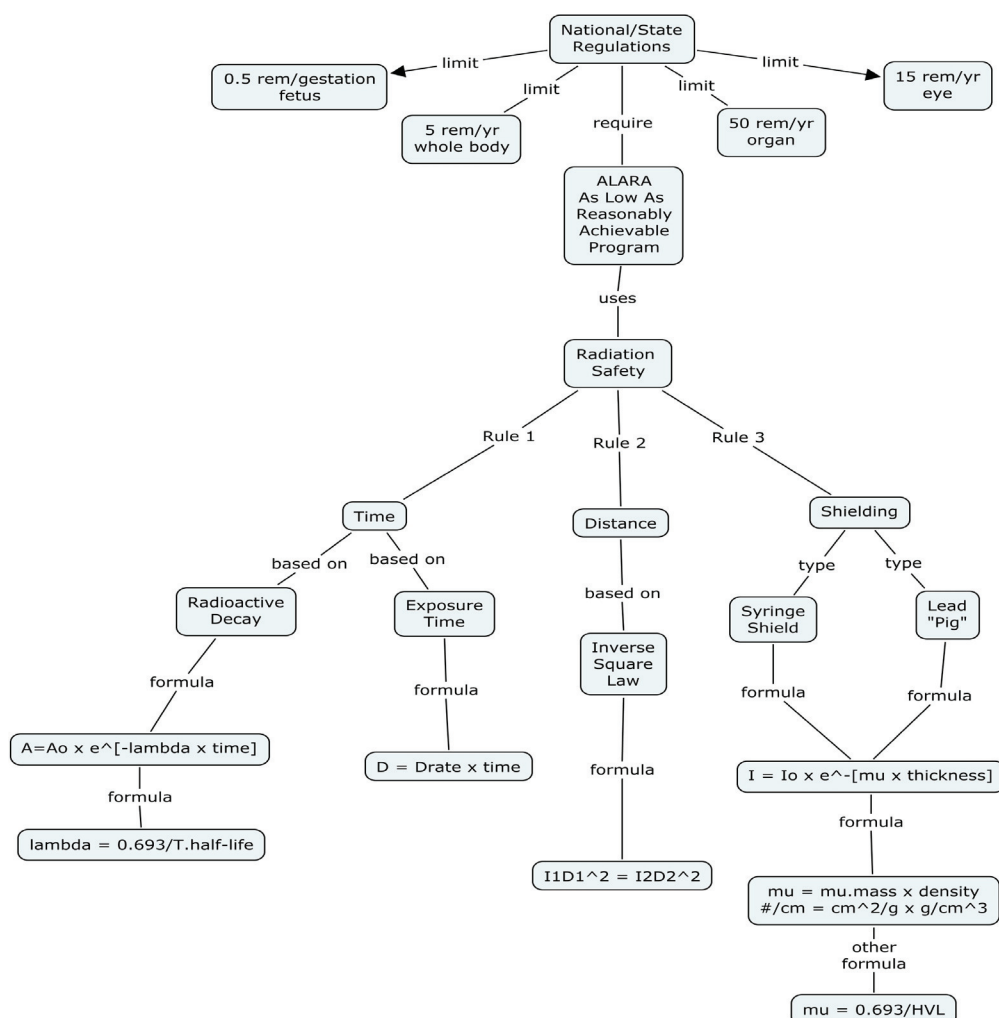 National/State
Regulations
limit
limit
limit
limit
0.5 rem/gestation
fetus
15 rem/yr
eye
5 rem/yr
whole body
require
50 rem/yr
organ
ALARA
As Low As
Reasonably
Achievable
Program
uses
Radiation
Safety
Rule 1
Rule 2
Rule 3
Time
Distance
Shielding
based on
based on
based on
type
type
Radioactive
Decay
Exposure
Time
Inverse
Square
Law
Syringe
Shield
Lead
"Pig"
formula
formula
formula
formula
formula
A=Ao x e^[-lambda x time]
D = Drate x time
I = Io x e^-[mu x thickness]
formula
formula
lambda = 0.693/T.half-life
I1D1^2 = I2D2^2
mu = mu.mass x density
#/cm = cm^2/g x g/cm^3
other
formula
mu = 0.693/HVL